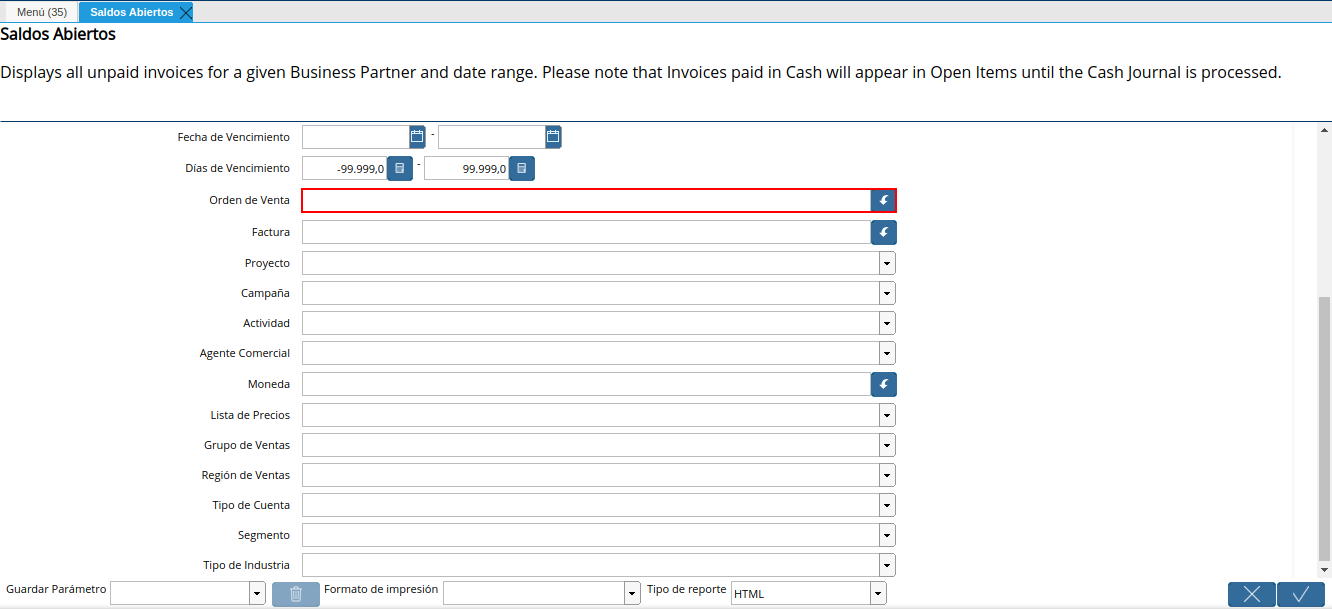 Menú (35) Saldos Abiertos
Saldos Abiertos
Displays all unpaid invoices for a given Business Partner and date range. Please note that Invoices paid in Cash will appear in Open Items until the Cash Journal is processed.
Fecha de Vencimiento -
Días de Vencimiento -99.999,0 - 99.999,0
Orden de Venta
Factura
Proyecto
Campaña
Actividad
Agente Comercial
Moneda
Lista de Precios
Grupo de Ventas
Región de Ventas
Tipo de Cuenta
Segmento
Tipo de Industria
Guardar Parámetro Formato de impresión Tipo de reporte HTML